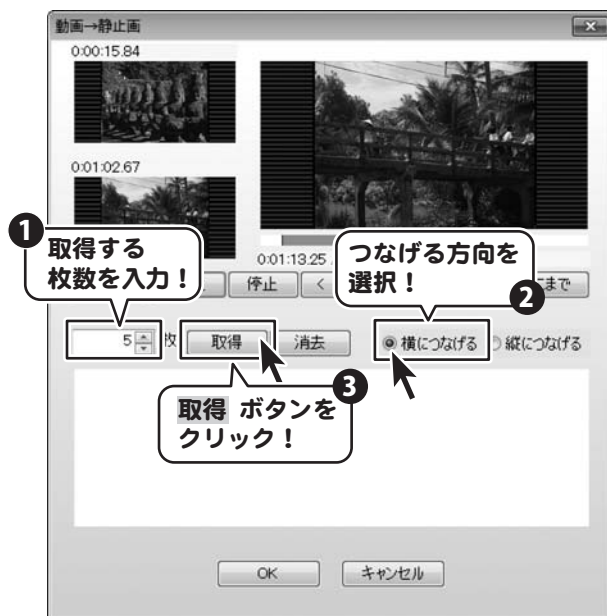 動画→静止画
0:00:15.84
0:01:02.67
0:01:13.25
❶
取得する
枚数を入力！
つなげる方向を
選択！
❷
停止
<
まで
5
枚
取得
消去
横につなげる
縦につなげる
❸
取得 ボタンを
クリック！
OK
キャンセル